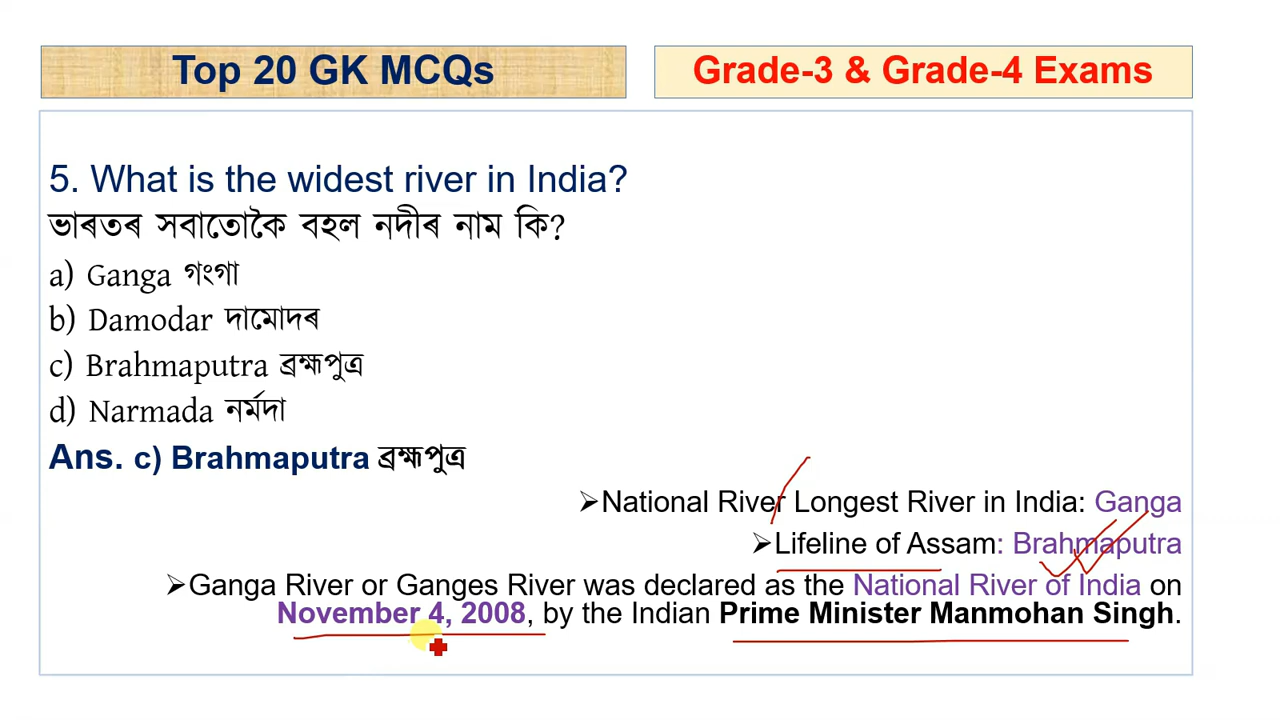 Top 20 GK MCQs
Grade-3 & Grade-4 Exams
5. What is the widest river in India?
ভাৰতৰ সবাতোকৈ বহল নদীৰ নাম কি?
a) Ganga গংগা
b) Damodar দামোদৰ
c) Brahmaputra ব্ৰহ্মপুত্ৰ
d) Narmada নৰ্মদা
Ans. c) Brahmaputra ব্ৰহ্মপুত্ৰ
➢National River Longest River in India: Ganga
➢Lifeline of Assam: Brahmaputra
➢Ganga River or Ganges River was declared as the National River of India on
November 4, 2008, by the Indian Prime Minister Manmohan Singh.